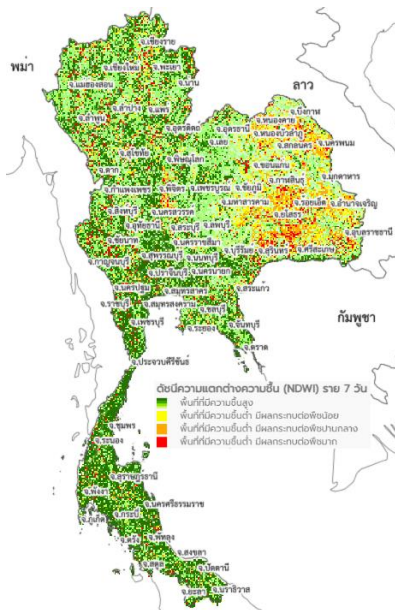 จ.เชียงราย
พม่า
จ.เชียงใหม่
จ.พะเยา
ลาว
จ.แม่ฮ่องสอน
จ.น่าน
จ.บึงกาฬ
จ.ลำปาง
จ.แพร่
จ.หนองคาย
จ.ลำพูน
จ.อุตรดิตถ์
จ.อุดรธานี
จ.หนองบัวลำภู
จ.เลย
จ.สกลนคร
จ.นครพนม
จ.สุโขทัย
จ.พิษณุโลก
จ.ขอนแก่น
จ.ตาก
จ.กาฬสินธุ์
จ.มุกดาหาร
จ.กำแพงเพชร
จ.พิจิตร
จ.เพชรบูรณ์
จ.ชัยภูมิ
จ.มหาสารคาม
จ.ร้อยเอ็ด
จ.อำนาจเจริญ
จ.สิงห์บุรี
จ.นครสวรรค์
จ.ยโสธร
จ.อุทัยธานี
จ.สระบุรี
จ.ลพบุรี
จ.อุบลราชธานี
จ.ชัยนาท
จ.นครราชสีมา
จ.บุรีรัมย์
จ.สุรินทร์
จ.ศรีสะเกษ
จ.สุพรรณบุรี
จ.นนทบุรี
จ.กาญจนบุรี
จ.ปราจีนบุรี
จ.นครนายก
จ.นครปฐม
จ.สมุทรสาคร
จ.สระแก้ว
จ.ราชบุรี
จ.สมุทรสงคราม
จ.ชลบุรี
กัมพูชา
จ.เพชรบุรี
จ.ระยอง
จ.จันทบุรี
จ.ตราด
จ.ประจวบคีรีขันธ์
ดัชนีความแตกต่างความชื้น (NDWI) ราย 7 วัน
พื้นที่ที่มีความชื้นสูง
พื้นที่ที่มีความชื้นต่ำ มีผลกระทบต่อพืชน้อย
พื้นที่ที่มีความชื้นต่ำ มีผลกระทบต่อพืชปานกลาง
พื้นที่ที่มีความชื้นต่ำ มีผลกระทบต่อพืชมาก
จ.ชุมพร
จ.ระนอง
จ.สุราษฎร์ธานี
จ.พังงา
จ.นครศรีธรรมราช
จ.กระบี่
จ.ภูเก็ต
จ.ตรัง
จ.พัทลุง
จ.สงขลา
จ.สตูล
จ.ปัตตานี
จ.ยะลา
จ.นราธิวาส